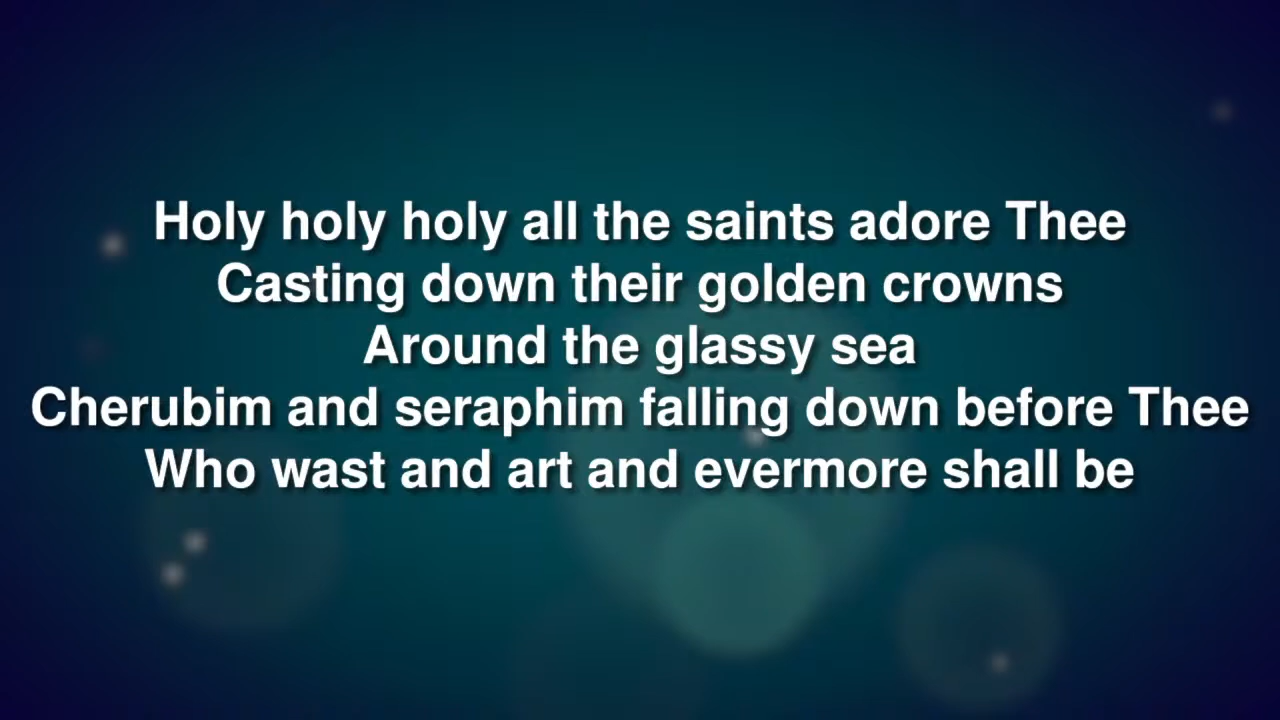 Holy holy holy all the saints adore Thee
Casting down their golden crowns
Around the glassy sea
Cherubim and seraphim falling down before Thee
Who wast and art and evermore shall be